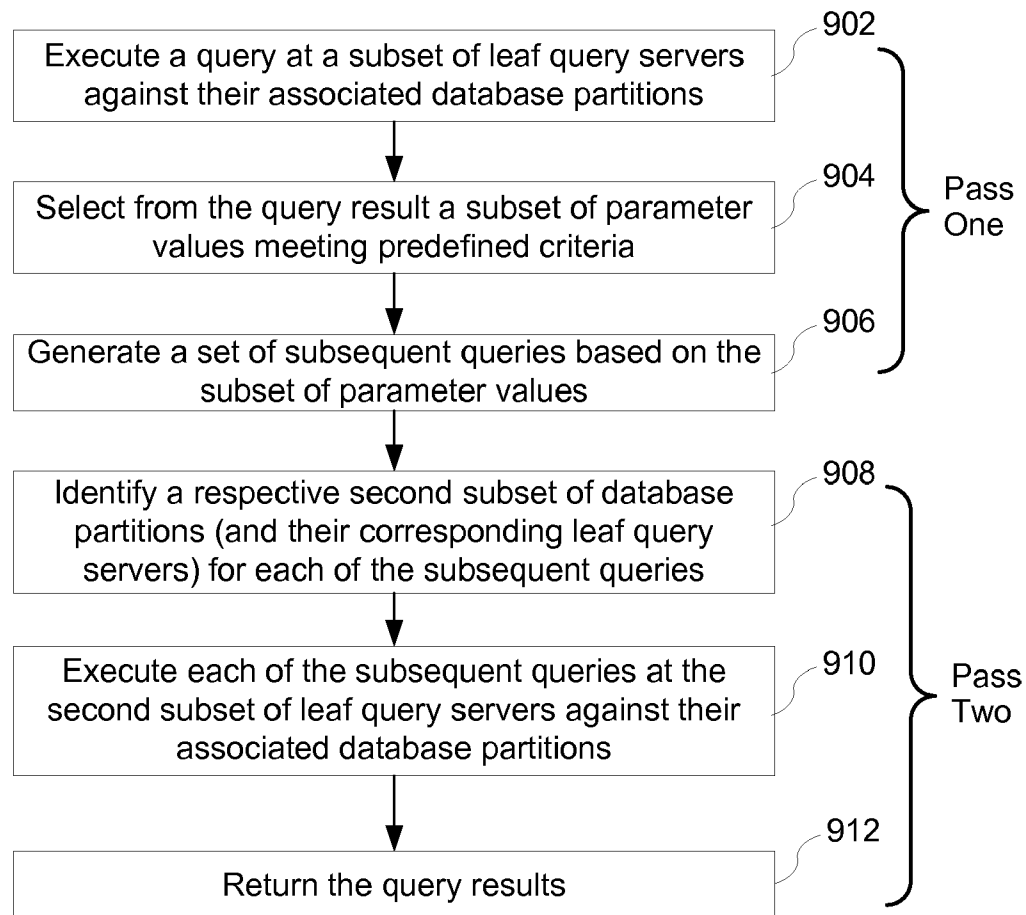 902
Execute a query at a subset of leaf query servers
against their associated database partitions
904
Select from the query result a subset of parameter
values meeting predefined criteria
Pass
One
906
Generate a set of subsequent queries based on the
subset of parameter values
908
Identify a respective second subset of database
partitions (and their corresponding leaf query
servers) for each of the subsequent queries
910
Execute each of the subsequent queries at the
second subset of leaf query servers against their
associated database partitions
Pass
Two
912
Return the query results